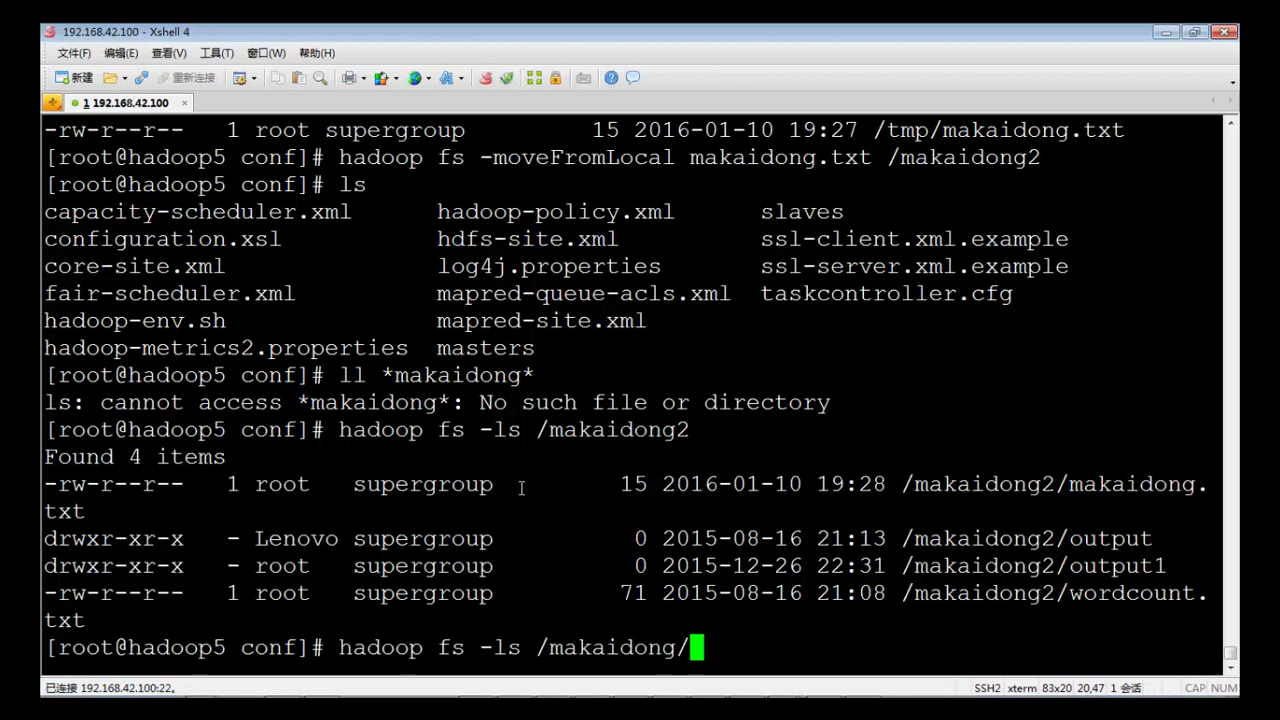 192.168.42.100 - Xshell 4
文件(F) 编辑(E) 查看(V) 工具(T) 窗口(W) 帮助(H)
新建 重新连接
1 192.168.42.100
-rw-r--r--   1 root supergroup         15 2016-01-10 19:27 /tmp/makaidong.txt
[root@hadoop5 conf]# hadoop fs -moveFromLocal makaidong.txt /makaidong2
[root@hadoop5 conf]# ls
capacity-scheduler.xml      hadoop-policy.xml      slaves
configuration.xsl           hdfs-site.xml          ssl-client.xml.example
core-site.xml               log4j.properties       ssl-server.xml.example
fair-scheduler.xml          mapred-queue-acls.xml  taskcontroller.cfg
hadoop-env.sh               mapred-site.xml
hadoop-metrics2.properties  masters
[root@hadoop5 conf]# ll *makaidong*
ls: cannot access *makaidong*: No such file or directory
[root@hadoop5 conf]# hadoop fs -ls /makaidong2
Found 4 items
-rw-r--r--   1 root   supergroup         15 2016-01-10 19:28 /makaidong2/makaidong.
txt
drwxr-xr-x   - Lenovo supergroup          0 2015-08-16 21:13 /makaidong2/output
drwxr-xr-x   - root   supergroup          0 2015-12-26 22:31 /makaidong2/output1
-rw-r--r--   1 root   supergroup         71 2015-08-16 21:08 /makaidong2/wordcount.
txt
[root@hadoop5 conf]# hadoop fs -ls /makaidong/
已连接 192.168.42.100:22。 SSH2 xterm 83x20 20,47 1 会话 CAP NUM